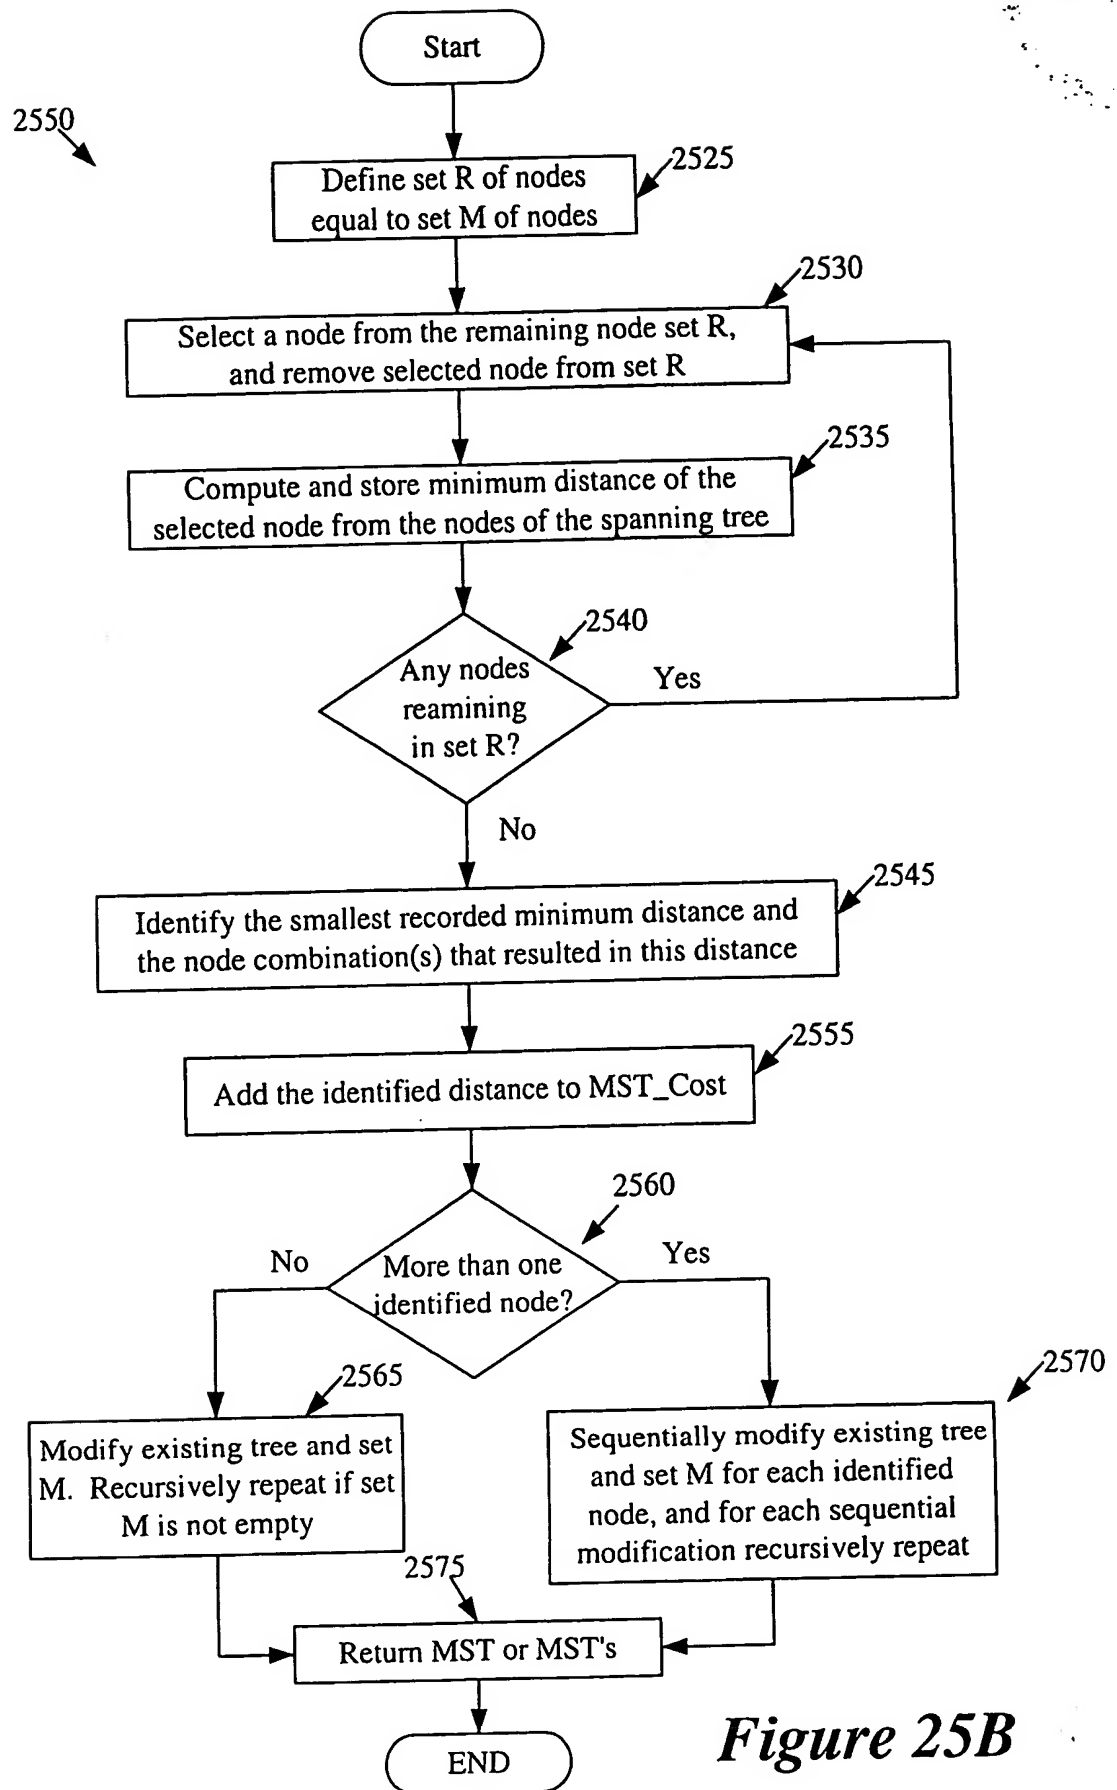 Start
2550
2525
Define set R of nodes
equal to set M of nodes
2530
Select a node from the remaining node set R,
and remove selected node from set R
2535
Compute and store minimum distance of the
selected node from the nodes of the spanning tree
2540
Any nodes
reamining
in set R?
Yes
No
2545
Identify the smallest recorded minimum distance and
the node combination(s) that resulted in this distance
2555
Add the identified distance to MST_Cost
2560
More than one
identified node?
No
Yes
2565
Modify existing tree and set
M. Recursively repeat if set
M is not empty
2570
Sequentially modify existing tree
and set M for each identified
node, and for each sequential
modification recursively repeat
2575
Return MST or MST's
END
Figure 25B